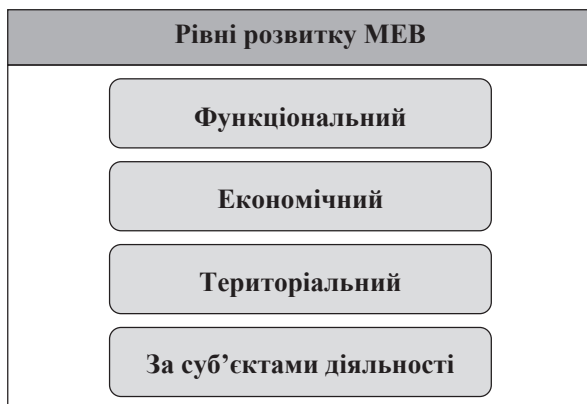 Рівні розвитку МЕВ
Функціональний
Економічний
Територіальний
За суб’єктами діяльності